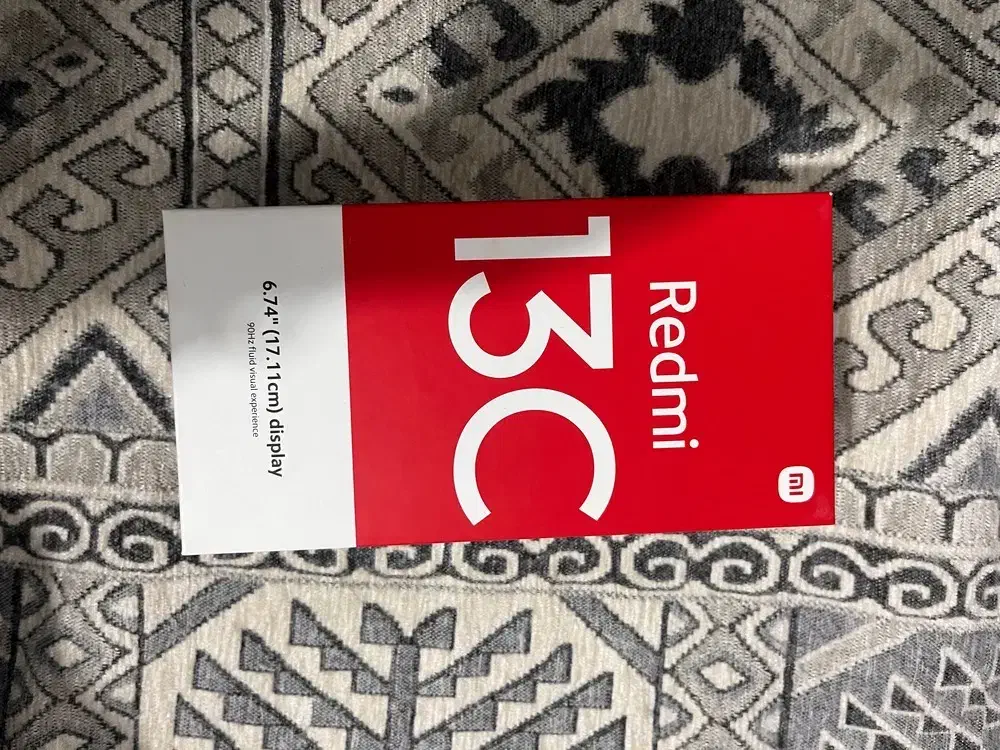 mi
Redmi
13C
6.74" (17.11cm) display
90Hz fluid visual experience